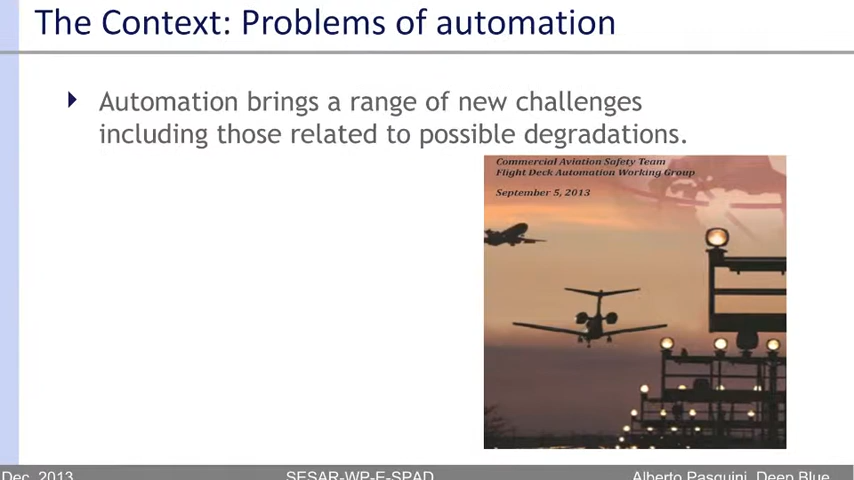 The Context: Problems of automation
Automation brings a range of new challenges
including those related to possible degradations.
Commercial Aviation Safety Team
Flight Deck Automation Working Group
September 5, 2013
Dec. 2013
SESAR-WP-E-SPAD
Alberto Pasquini, Deep Blue